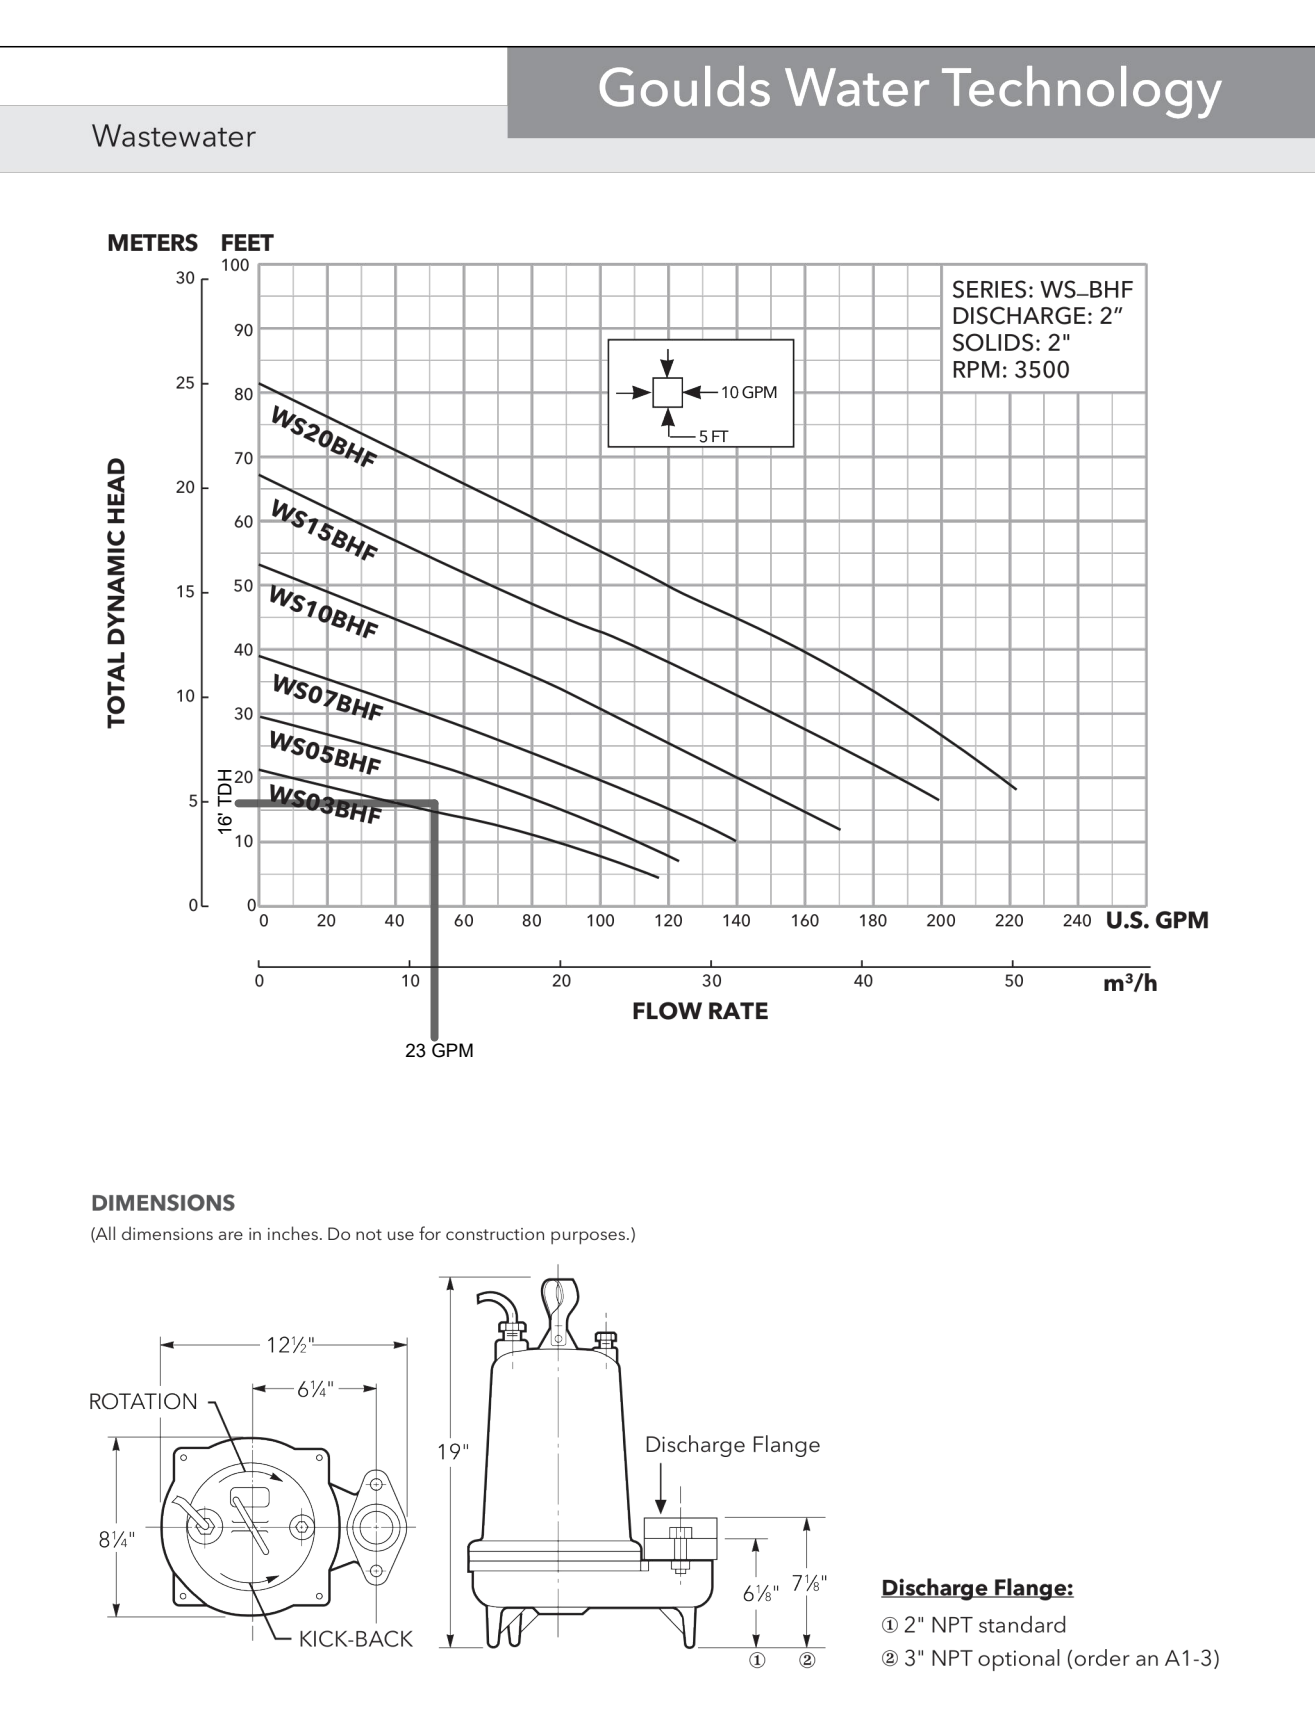 Goulds Water Technology
Wastewater
METERS FEET
TOTAL DYNAMIC HEAD
30
25
20
15
10
5
0
100
90
80
70
60
50
40
30
20
10
0
16' TDH
SERIES: WS_BHF
DISCHARGE: 2"
SOLIDS: 2"
RPM: 3500
10 GPM
5 FT
WS20BHF
WS15BHF
WS10BHF
WS07BHF
WS05BHF
WS03BHF
0 20 40 60 80 100 120 140 160 180 200 220 240 U.S. GPM
0 10 20 30 40 50 m³/h
FLOW RATE
23 GPM
DIMENSIONS
(All dimensions are in inches. Do not use for construction purposes.)
12½"
6¼"
ROTATION
8¼"
KICK-BACK
19"
Discharge Flange
6⅛"
7⅛"
① ②
Discharge Flange:
① 2" NPT standard
② 3" NPT optional (order an A1-3)